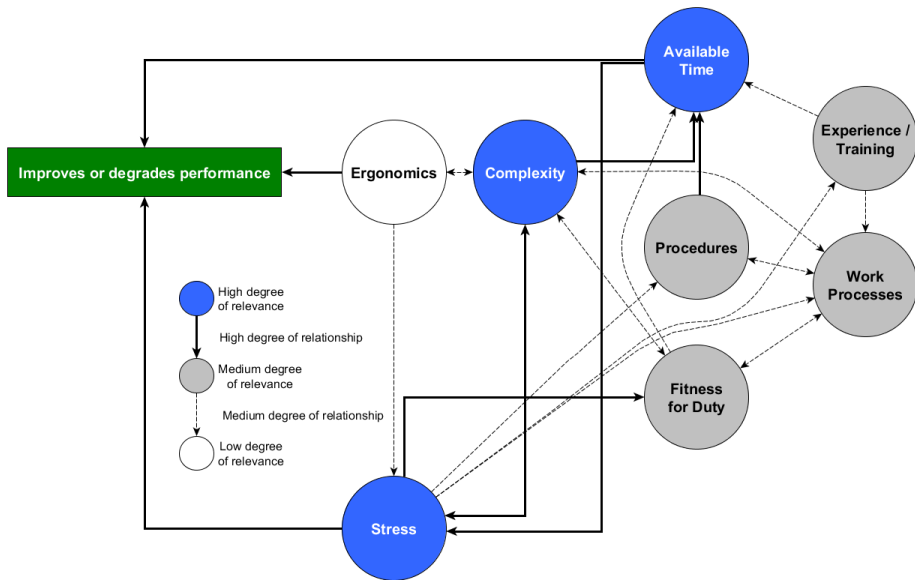 Available
Time
Experience /
Training
Improves or degrades performance
Ergonomics
Complexity
Procedures
Work
Processes
High degree
of relevance
High degree of relationship
Medium degree
of relevance
Medium degree of relationship
Low degree
of relevance
Fitness
for Duty
Stress